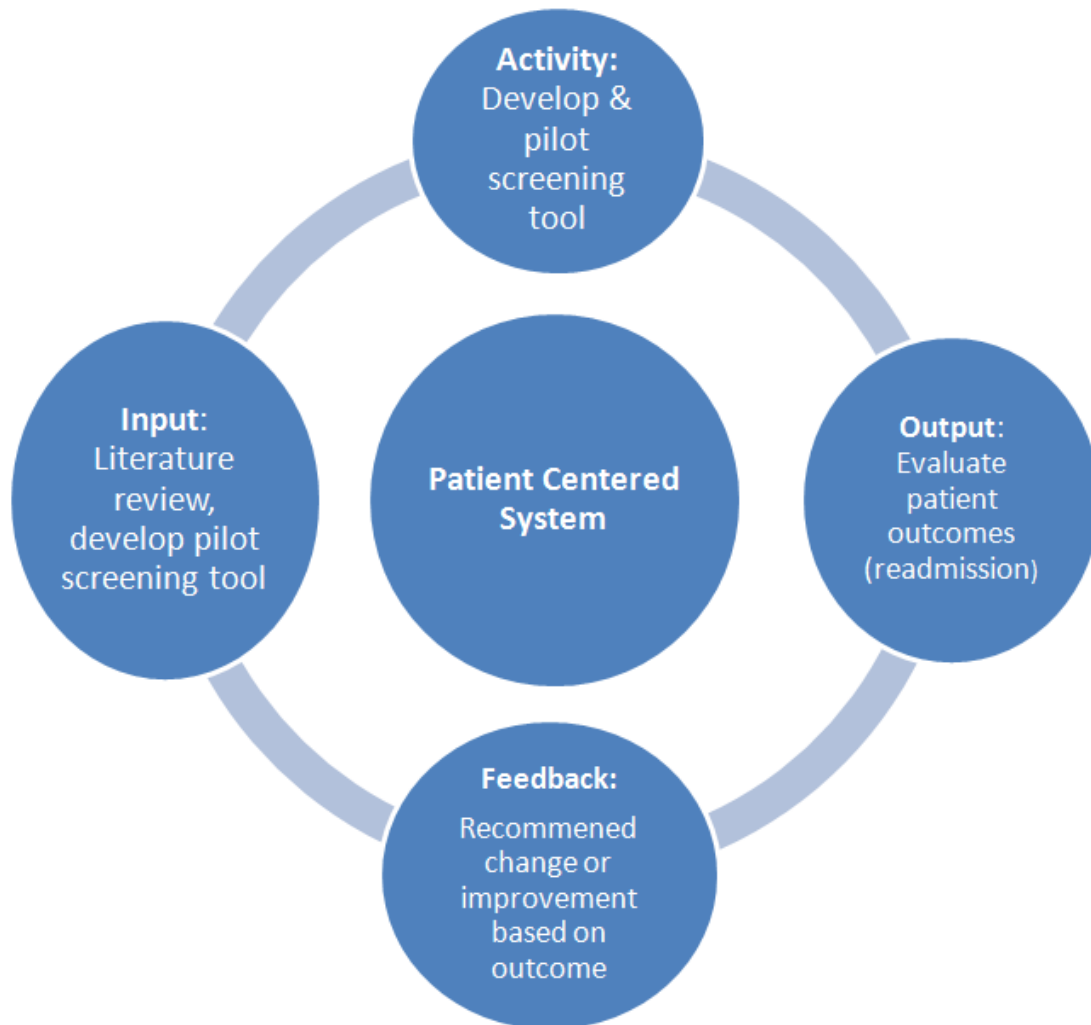 Activity:
Develop &
pilot
screening
tool
Input:
Literature
review,
develop pilot
screening tool
Patient Centered
System
Output:
Evaluate
patient
outcomes
(readmission)
Feedback:
Recommened
change or
improvement
based on
outcome